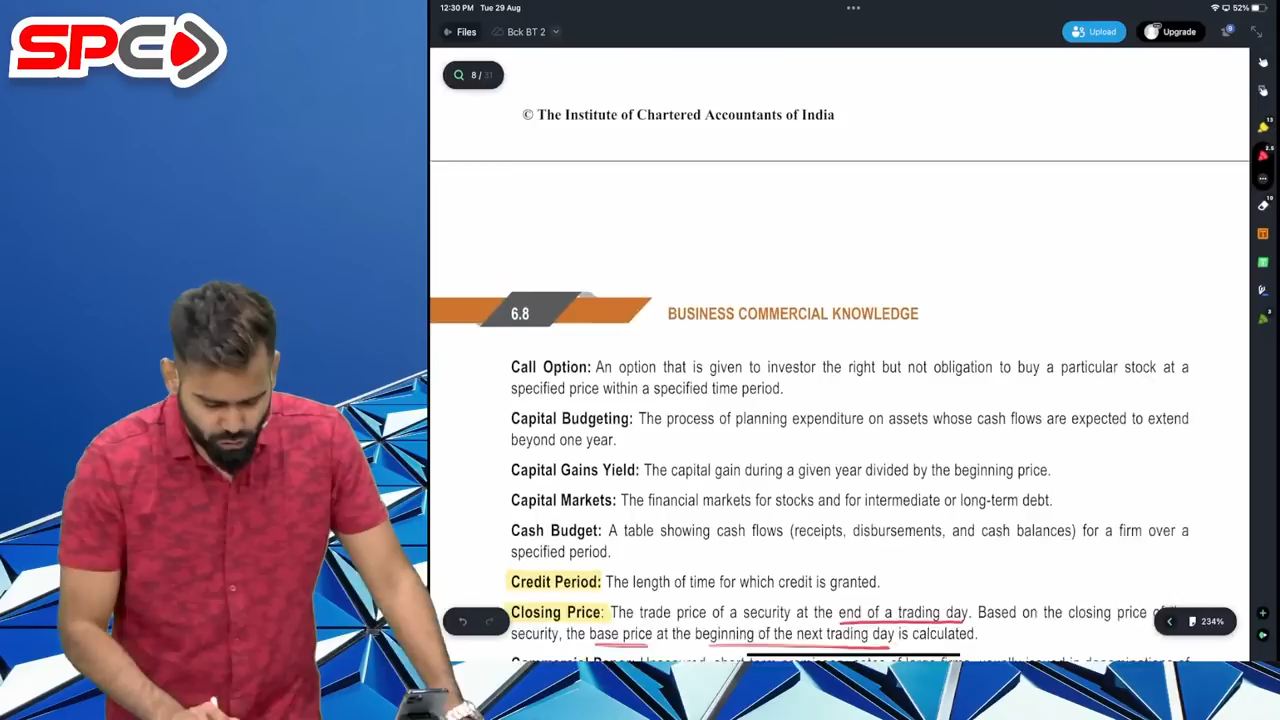 SPC
12:30 PM Tue 29 Aug
52%
Files
Bck BT 2
Upload
Upgrade
8 / 31
© The Institute of Chartered Accountants of India
6.8
BUSINESS COMMERCIAL KNOWLEDGE
Call Option: An option that is given to investor the right but not obligation to buy a particular stock at a
specified price within a specified time period.
Capital Budgeting: The process of planning expenditure on assets whose cash flows are expected to extend
beyond one year.
Capital Gains Yield: The capital gain during a given year divided by the beginning price.
Capital Markets: The financial markets for stocks and for intermediate or long-term debt.
Cash Budget: A table showing cash flows (receipts, disbursements, and cash balances) for a firm over a
specified period.
Credit Period: The length of time for which credit is granted.
Closing Price: The trade price of a security at the end of a trading day. Based on the closing price
security, the base price at the beginning of the next trading day is calculated.
234%